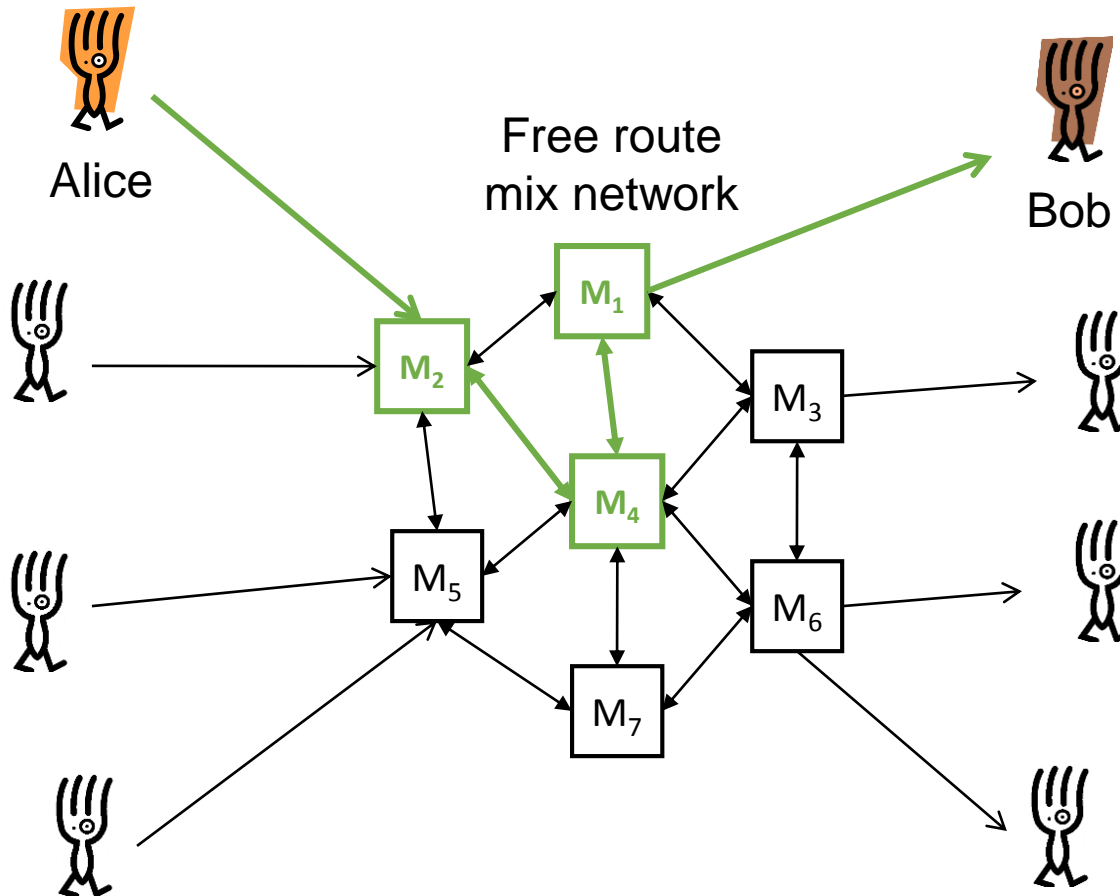 Alice
Free route
mix network
Bob
M₁
M₂
M₃
M₄
M₅
M₆
M₇